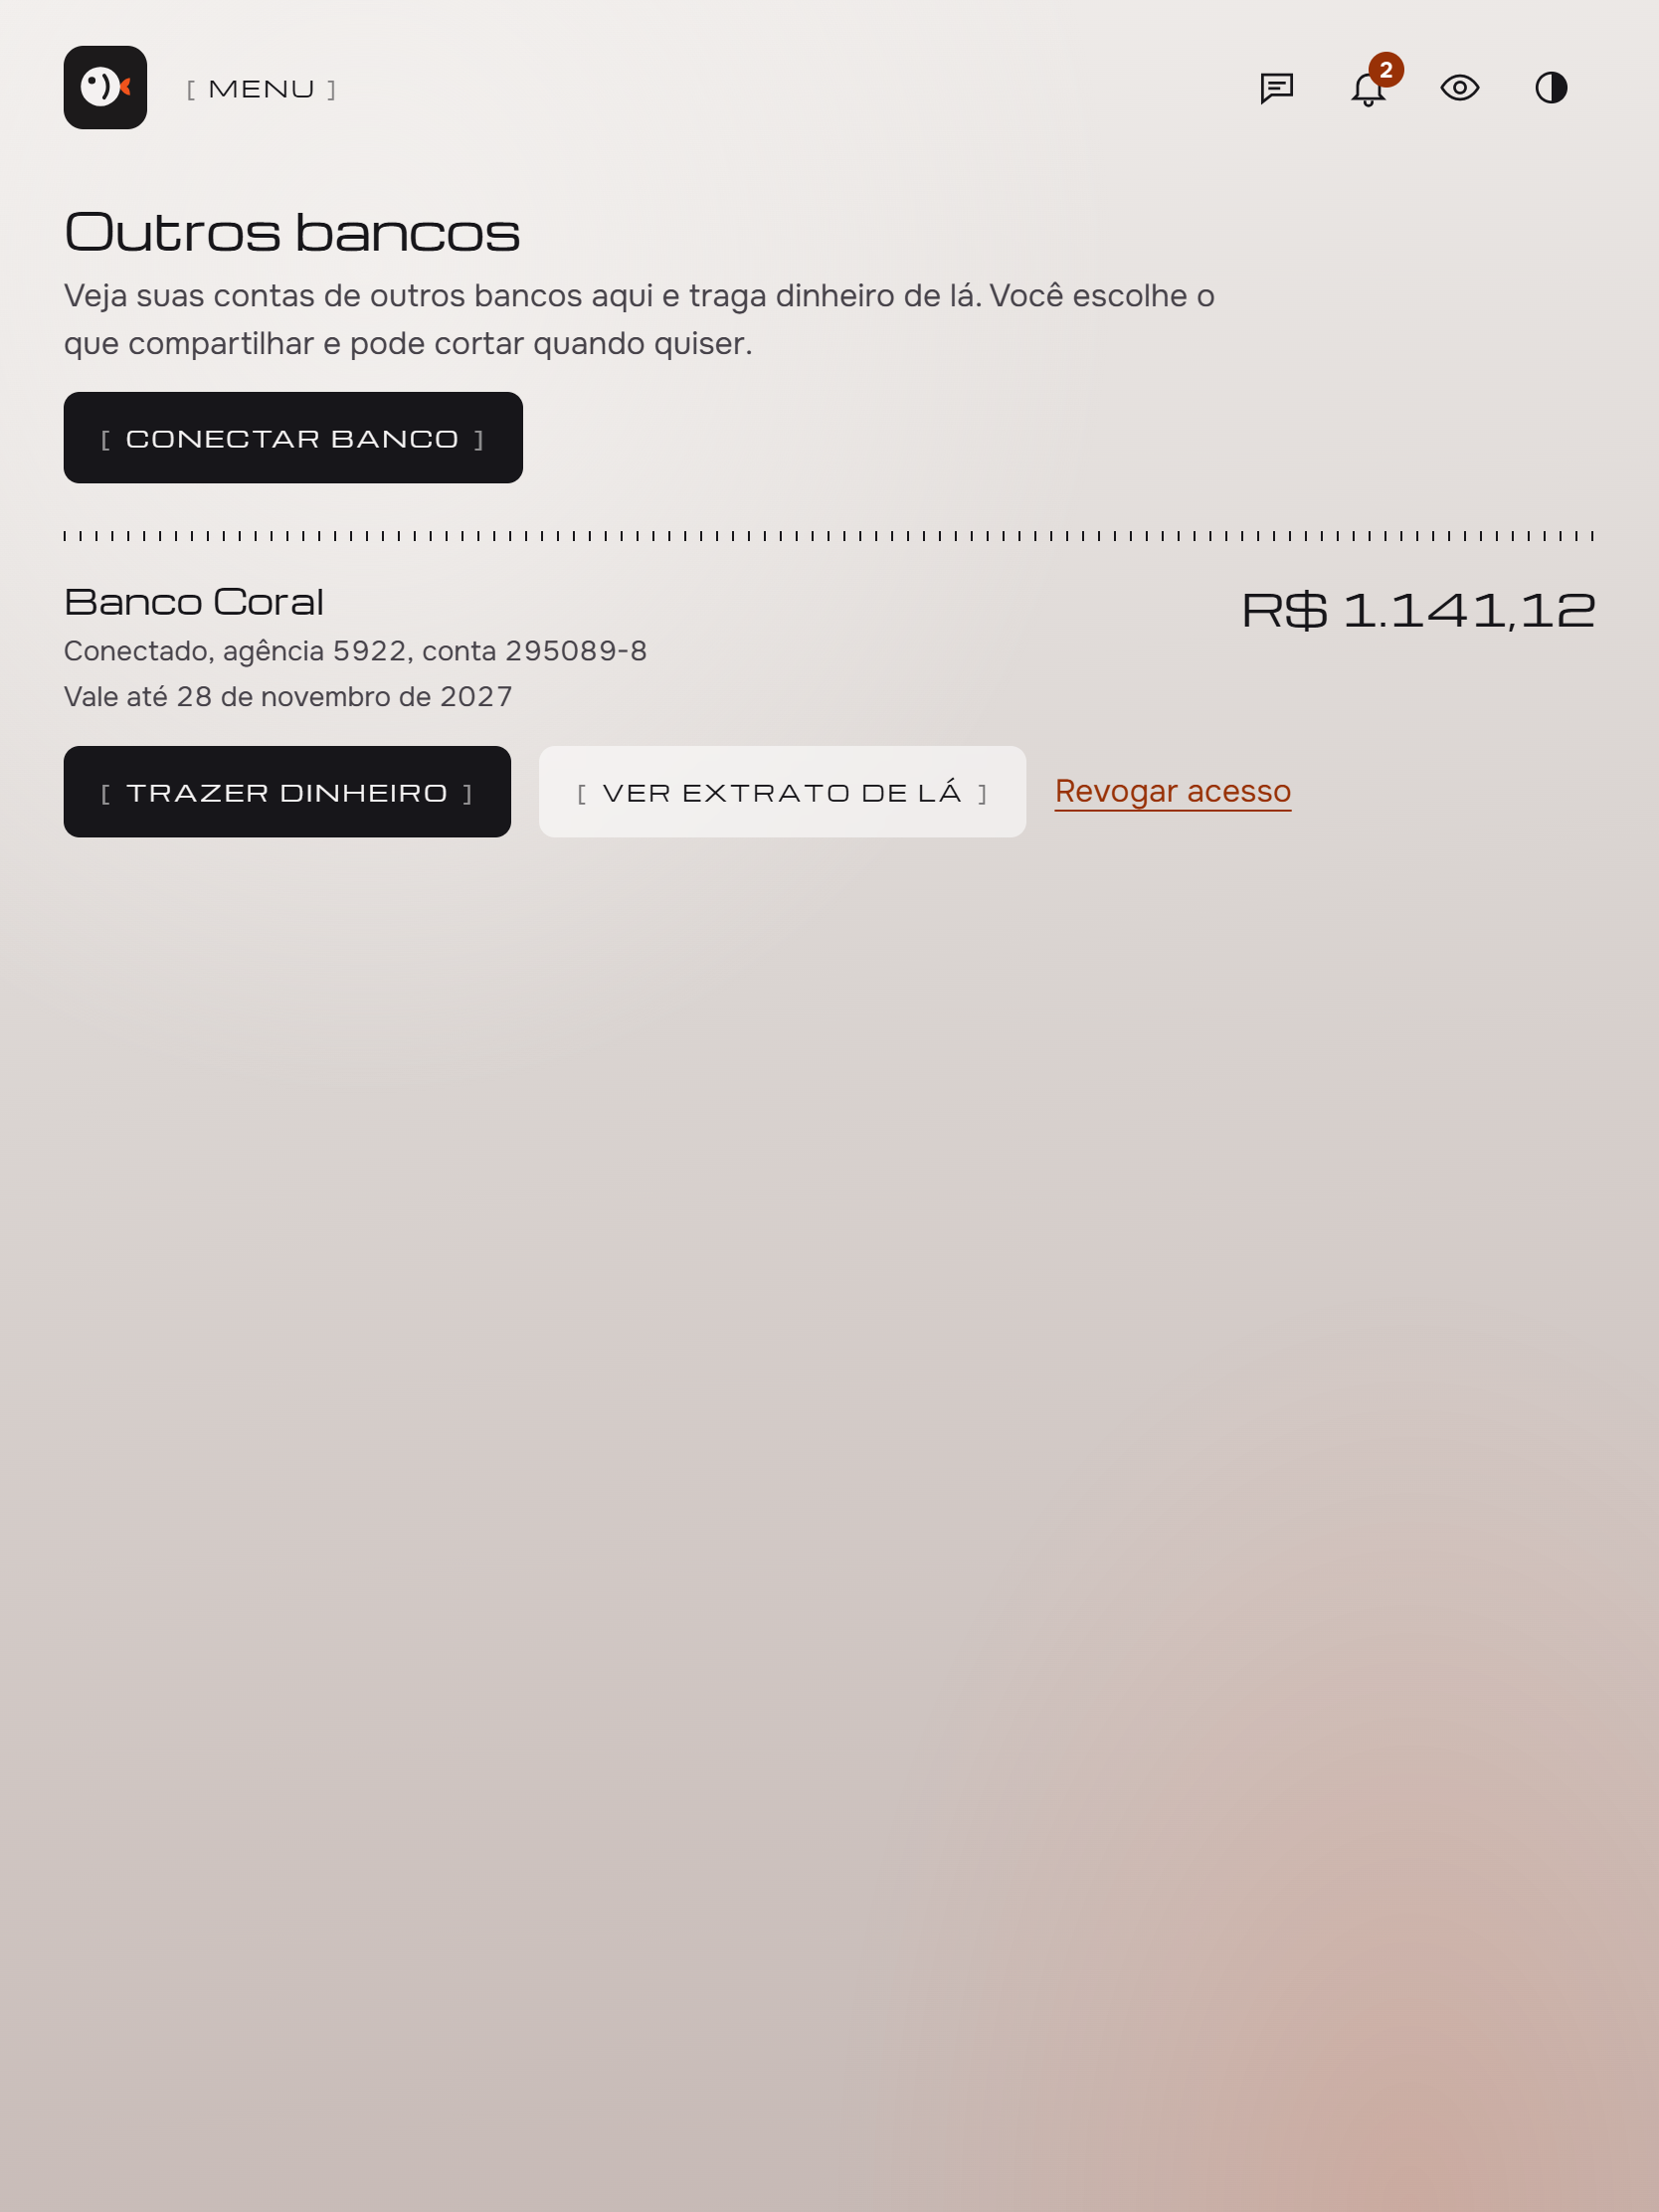 [ MENU ]
2
Outros bancos
Veja suas contas de outros bancos aqui e traga dinheiro de lá. Você escolhe o
que compartilhar e pode cortar quando quiser.
[ CONECTAR BANCO ]
Banco Coral
R$ 1.141,12
Conectado, agência 5922, conta 295089-8
Vale até 28 de novembro de 2027
[ TRAZER DINHEIRO ]
[ VER EXTRATO DE LÁ ]
Revogar acesso